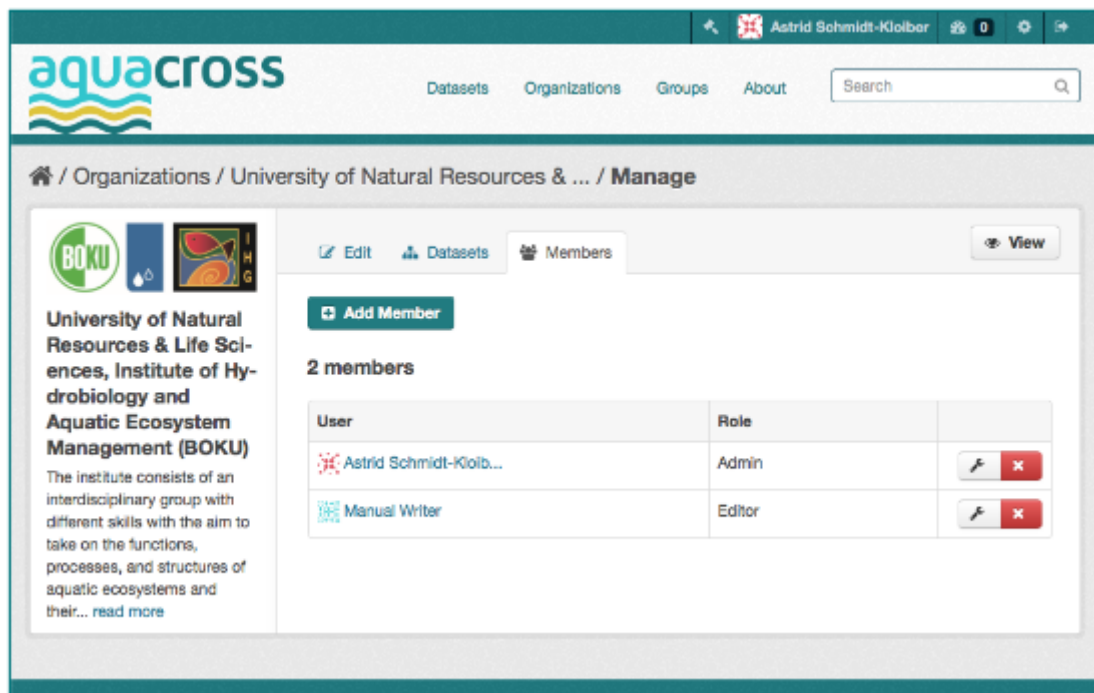 Astrid Schmidt-Kloiber 0
aquacross
Datasets Organizations Groups About Search
/ Organizations / University of Natural Resources & ... / Manage
BOKU IHG
Edit Datasets Members View
Add Member
University of Natural
Resources & Life Sci-
ences, Institute of Hy-
drobiology and
Aquatic Ecosystem
Management (BOKU)
The institute consists of an
interdisciplinary group with
different skills with the aim to
take on the functions,
processes, and structures of
aquatic ecosystems and
their... read more
2 members
User Role
Astrid Schmidt-Kloib... Admin
Manual Writer Editor